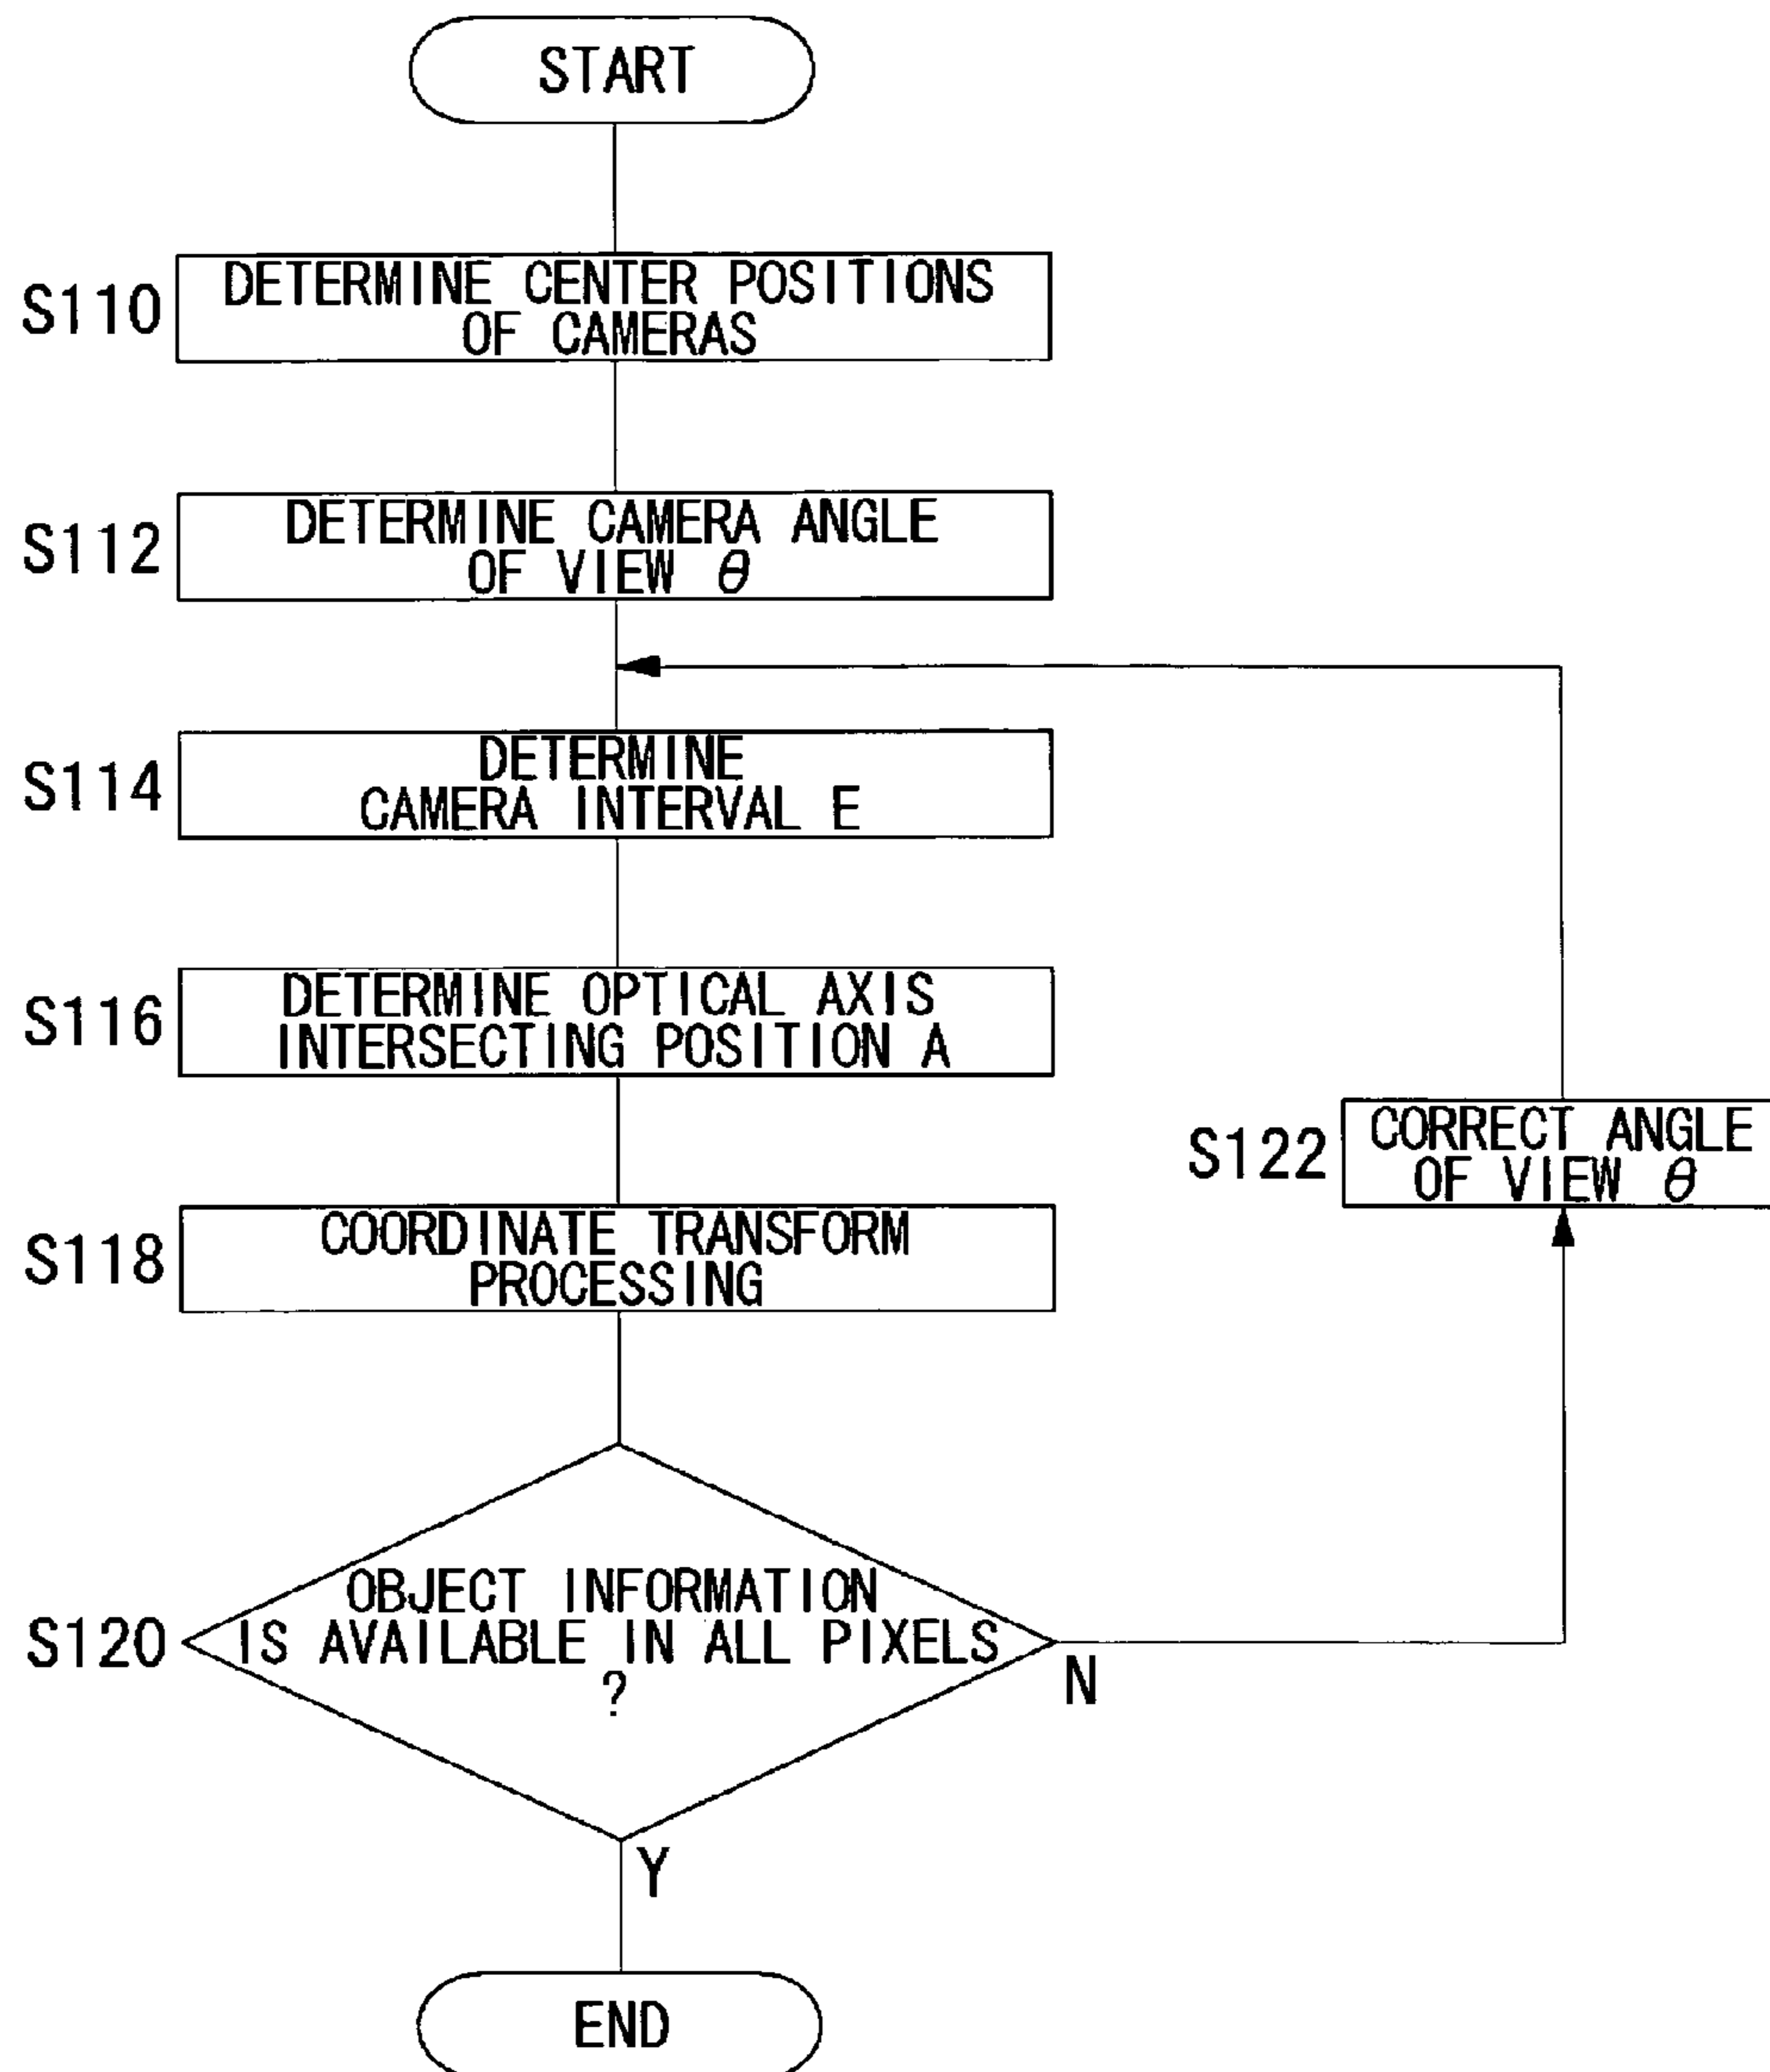 START
S110
DETERMINE CENTER POSITIONS
OF CAMERAS
S112
DETERMINE CAMERA ANGLE
OF VIEW θ
S114
DETERMINE
CAMERA INTERVAL E
S116
DETERMINE OPTICAL AXIS
INTERSECTING POSITION A
S122
CORRECT ANGLE
OF VIEW θ
S118
COORDINATE TRANSFORM
PROCESSING
S120
OBJECT INFORMATION
IS AVAILABLE IN ALL PIXELS
?
N
Y
END